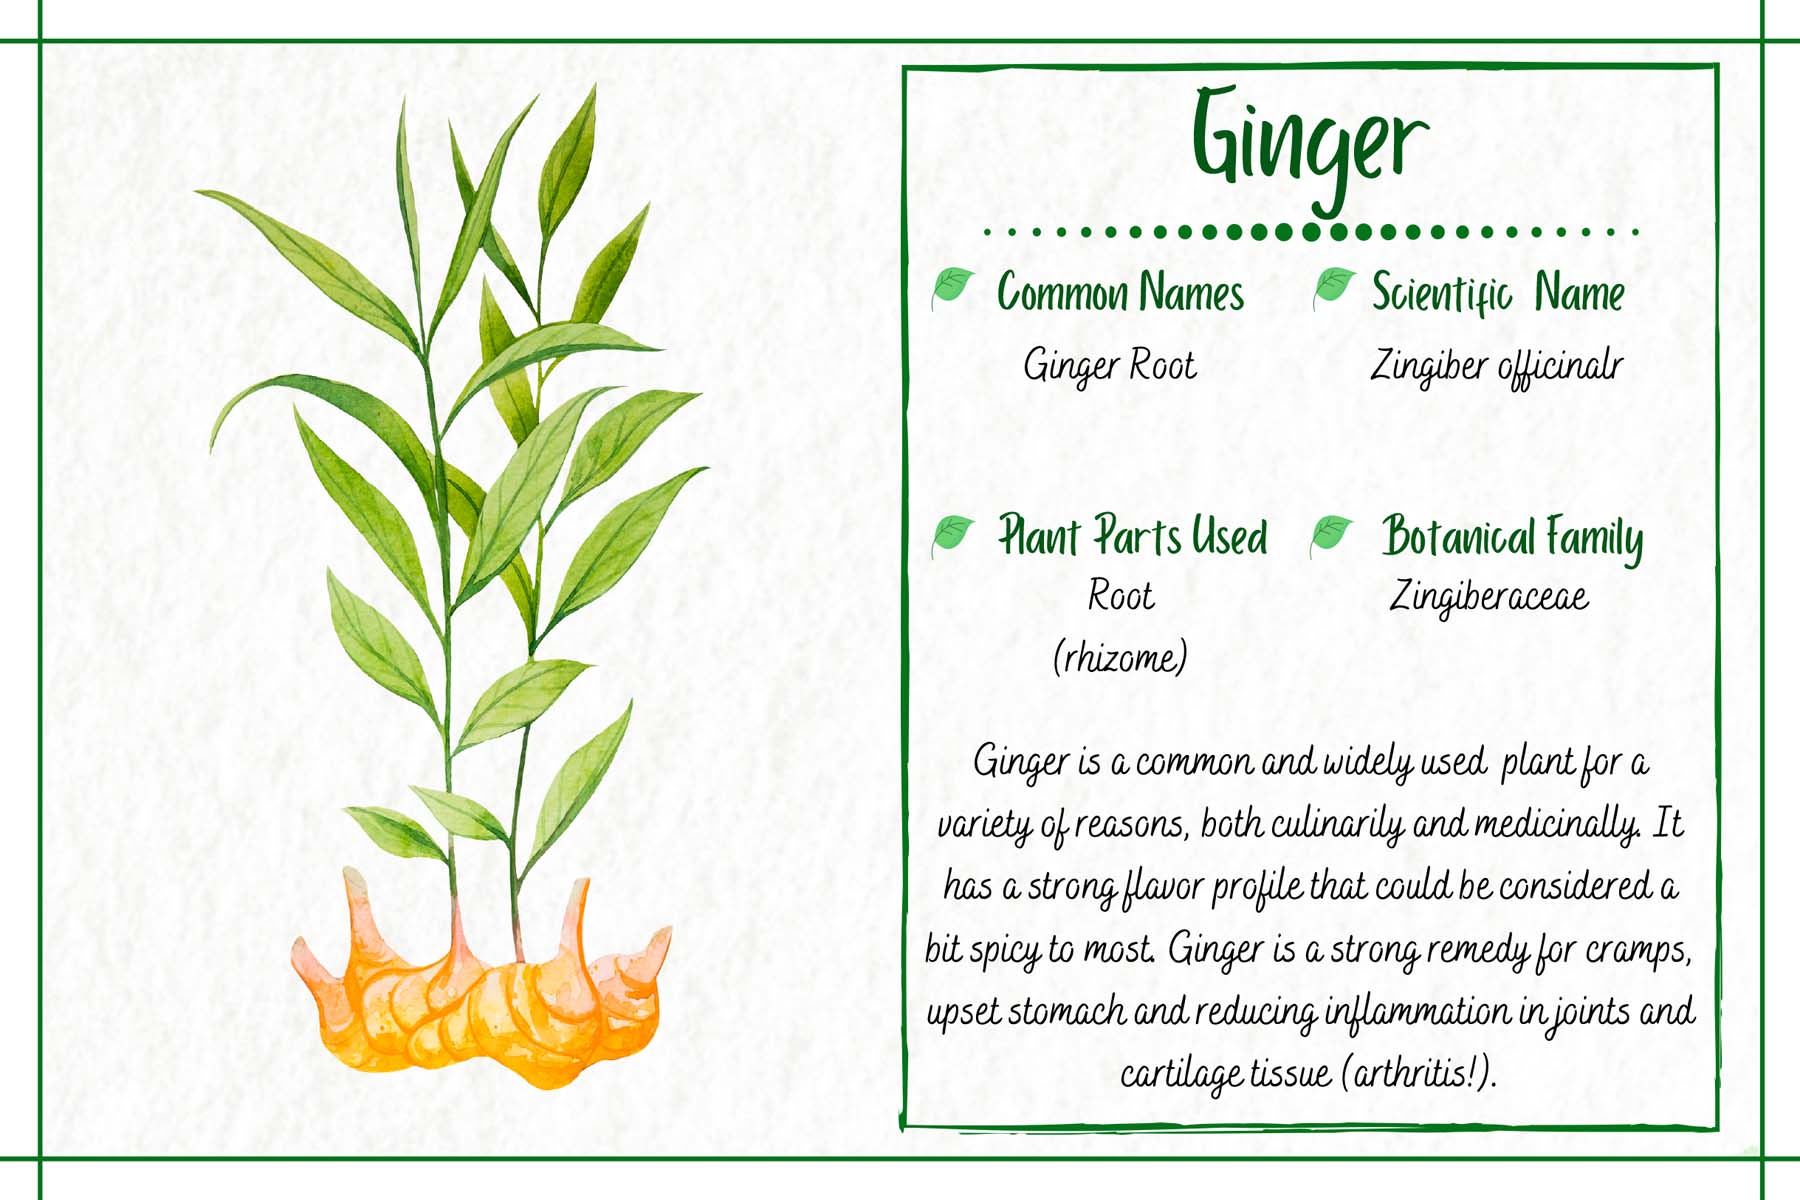 Ginger
Common Names
Ginger Root
Scientific Name
Zingiber officinalr
Plant Parts Used
Root
(rhizome)
Botanical Family
Zingiberaceae
Ginger is a common and widely used plant for a
variety of reasons, both culinarily and medicinally. It
has a strong flavor profile that could be considered a
bit spicy to most. Ginger is a strong remedy for cramps,
upset stomach and reducing inflammation in joints and
cartilage tissue (arthritis!).